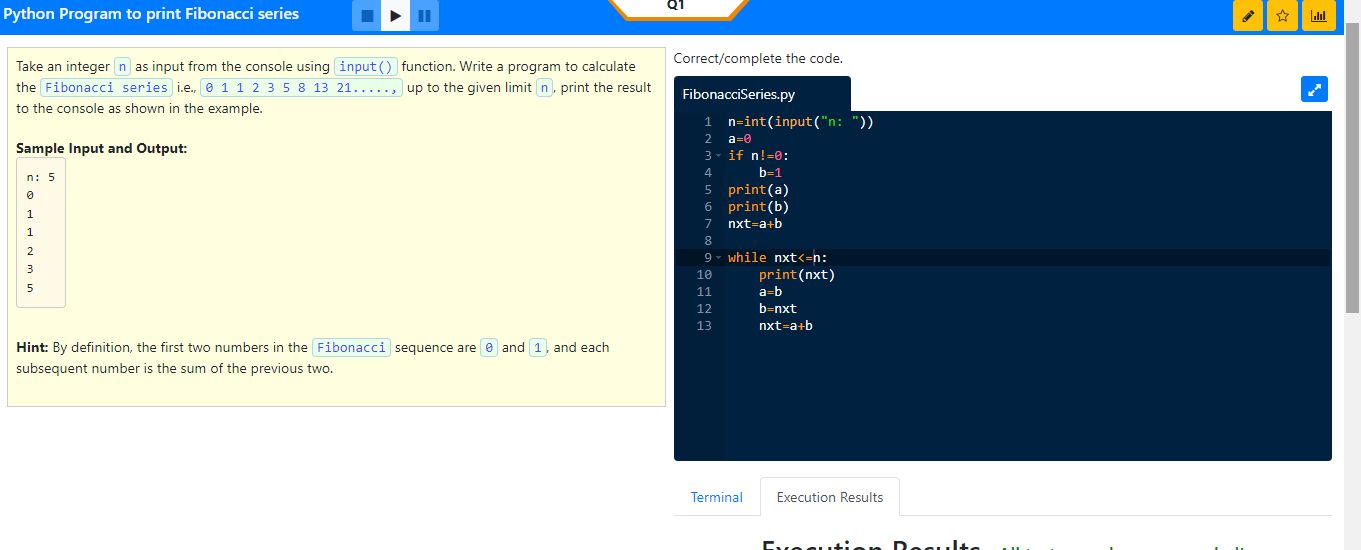 Python Program to print Fibonacci series
Q1
Take an integer n as input from the console using input() function. Write a program to calculate
the Fibonacci series i.e., 0 1 1 2 3 5 8 13 21....., up to the given limit n, print the result
to the console as shown in the example.
Sample Input and Output:
n: 5
0
1
1
2
3
5
Hint: By definition, the first two numbers in the Fibonacci sequence are 0 and 1, and each
subsequent number is the sum of the previous two.
Correct/complete the code.
FibonacciSeries.py
1 n=int(input("n: "))
2 a=0
3 if n!=0:
4     b=1
5 print(a)
6 print(b)
7 nxt=a+b
8
9 while nxt<=n:
10     print(nxt)
11     a=b
12     b=nxt
13     nxt=a+b
Terminal
Execution Results
Execution Results